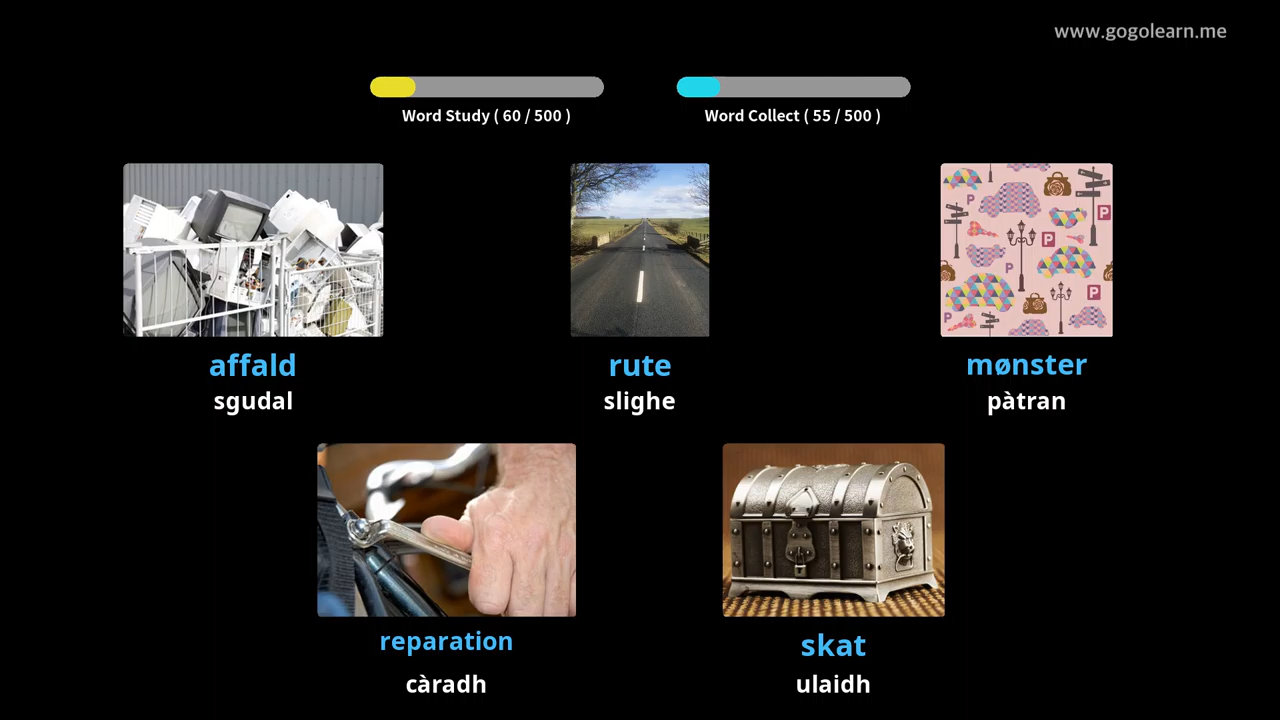 www.gogolearn.me
Word Study ( 60 / 500 )
Word Collect ( 55 / 500 )
affald
sgudal
rute
slighe
mønster
pàtran
P
P
P
P
P
P
reparation
càradh
skat
ulaidh